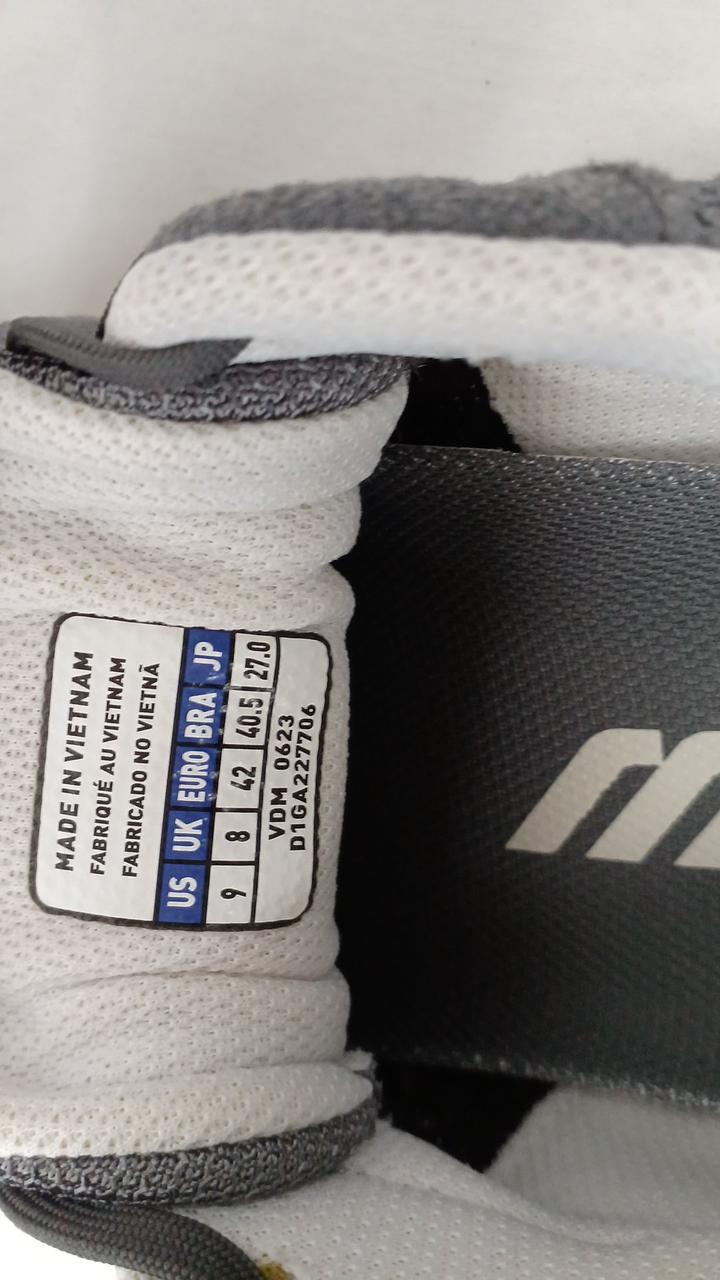 MADE IN VIETNAM
FABRIQUÉ AU VIETNAM
FABRICADO NO VIETNÃ
US UK EURO BRA JP
9 8 42 40.5 27.0
VDM 0623
D1GA227706